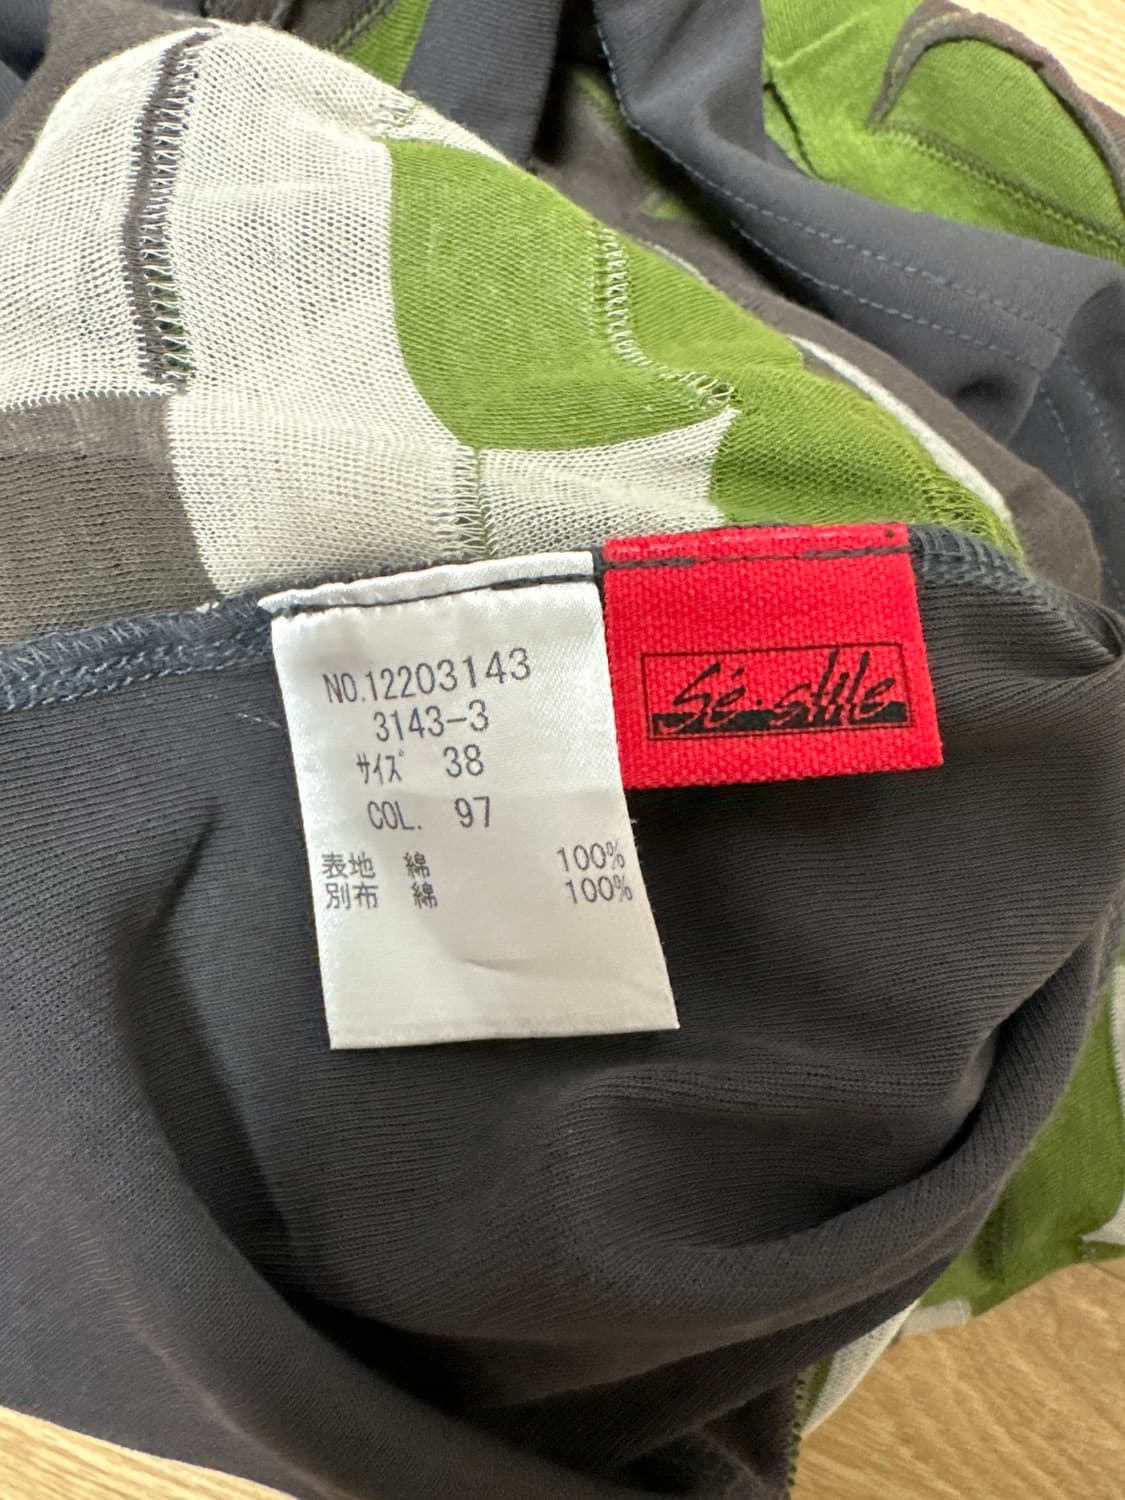 NO.12203143
3143-3
サイズ 38
COL. 97
表地 綿 100%
別布 綿 100%
Sé・stile